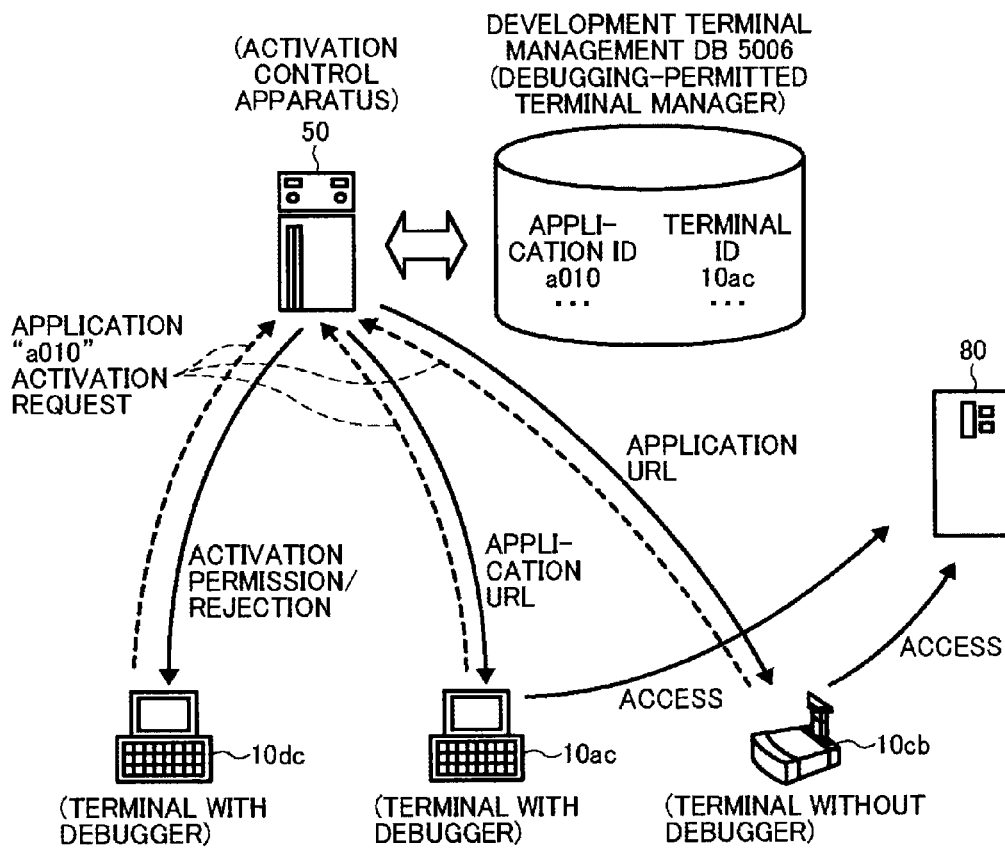 (ACTIVATION
CONTROL
APPARATUS)
50
DEVELOPMENT TERMINAL
MANAGEMENT DB 5006
(DEBUGGING-PERMITTED
TERMINAL MANAGER)
APPLI-
CATION ID
a010
...
TERMINAL
ID
10ac
...
APPLICATION
"a010"
ACTIVATION
REQUEST
80
APPLICATION
URL
ACTIVATION
PERMISSION/
REJECTION
APPLI-
CATION
URL
ACCESS
ACCESS
10dc
10ac
10cb
(TERMINAL WITH
DEBUGGER)
(TERMINAL WITH
DEBUGGER)
(TERMINAL WITHOUT
DEBUGGER)